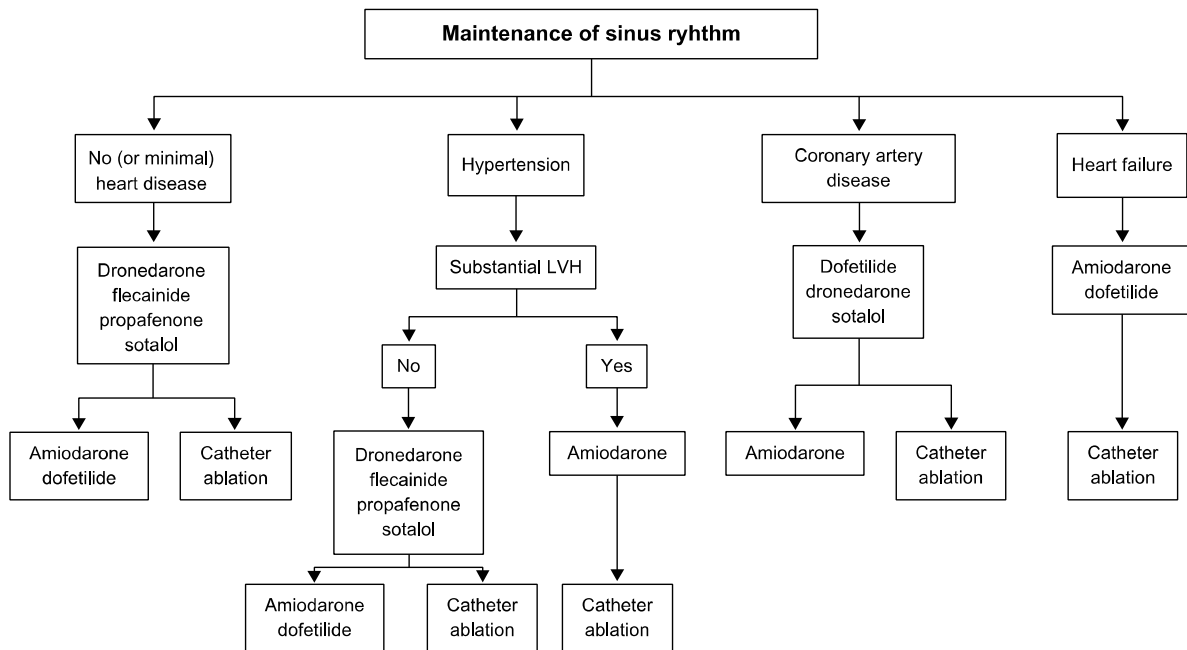 Maintenance of sinus ryhthm
No (or minimal)
heart disease
Hypertension
Coronary artery
disease
Heart failure
Dronedarone
flecainide
propafenone
sotalol
Substantial LVH
Dofetilide
dronedarone
sotalol
Amiodarone
dofetilide
No
Yes
Amiodarone
dofetilide
Catheter
ablation
Dronedarone
flecainide
propafenone
sotalol
Amiodarone
Amiodarone
Catheter
ablation
Catheter
ablation
Amiodarone
dofetilide
Catheter
ablation
Catheter
ablation